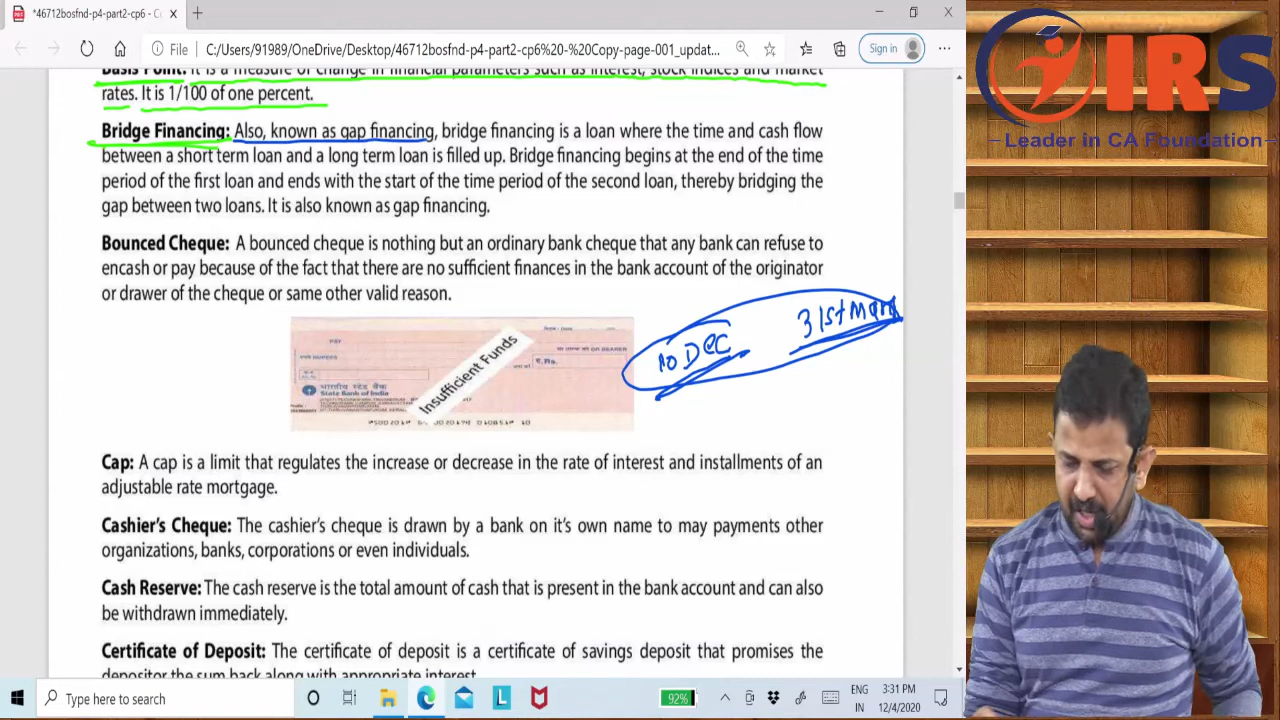 *46712bosfnd-p4-part2-cp6 - C
File
C:/Users/91989/OneDrive/Desktop/46712bosfnd-p4-part2-cp6%20-%20Copy-page-001_updat...
Sign in
IRS
Leader in CA Foundation
Basis Point: It is a measure of change in financial parameters such as interest, stock indices and market
rates. It is 1/100 of one percent.
Bridge Financing: Also, known as gap financing, bridge financing is a loan where the time and cash flow
between a short term loan and a long term loan is filled up. Bridge financing begins at the end of the time
period of the first loan and ends with the start of the time period of the second loan, thereby bridging the
gap between two loans. It is also known as gap financing.
Bounced Cheque: A bounced cheque is nothing but an ordinary bank cheque that any bank can refuse to
encash or pay because of the fact that there are no sufficient finances in the bank account of the originator
or drawer of the cheque or same other valid reason.
PAY
OR BEARER
RUPEES
Rs.
भारतीय स्टेट बैंक
State Bank of India
Insufficient Funds
10 Dec
31st March
Cap: A cap is a limit that regulates the increase or decrease in the rate of interest and installments of an
adjustable rate mortgage.
Cashier's Cheque: The cashier's cheque is drawn by a bank on it's own name to may payments other
organizations, banks, corporations or even individuals.
Cash Reserve: The cash reserve is the total amount of cash that is present in the bank account and can also
be withdrawn immediately.
Certificate of Deposit: The certificate of deposit is a certificate of savings deposit that promises the
depositor the sum back along with appropriate interest.
Type here to search
92%
ENG
IN
3:31 PM
12/4/2020